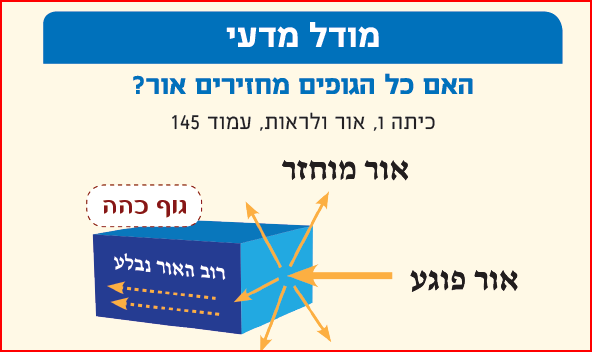 מודל מדעי
האם כל הגופים מחזירים אור?
כיתה ו, אור ולראות, עמוד 145
אור מוחזר
גוף כהה
רוב האור נבלע
אור פוגע